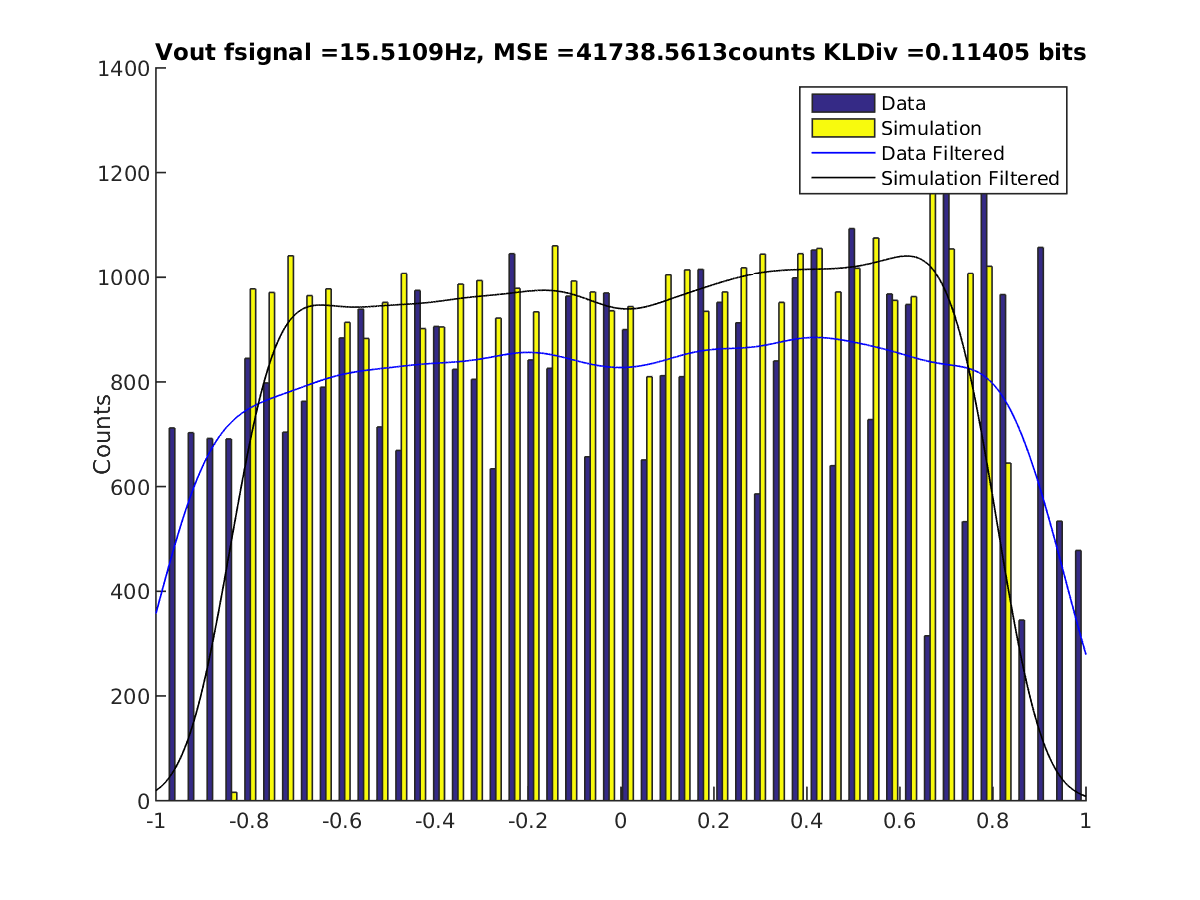 Vout fsignal =15.5109Hz, MSE =41738.5613counts KLDiv =0.11405 bits
1400
1200
1000
800
600
400
200
0
Counts
Data
Simulation
Data Filtered
Simulation Filtered
-1 -0.8 -0.6 -0.4 -0.2 0 0.2 0.4 0.6 0.8 1